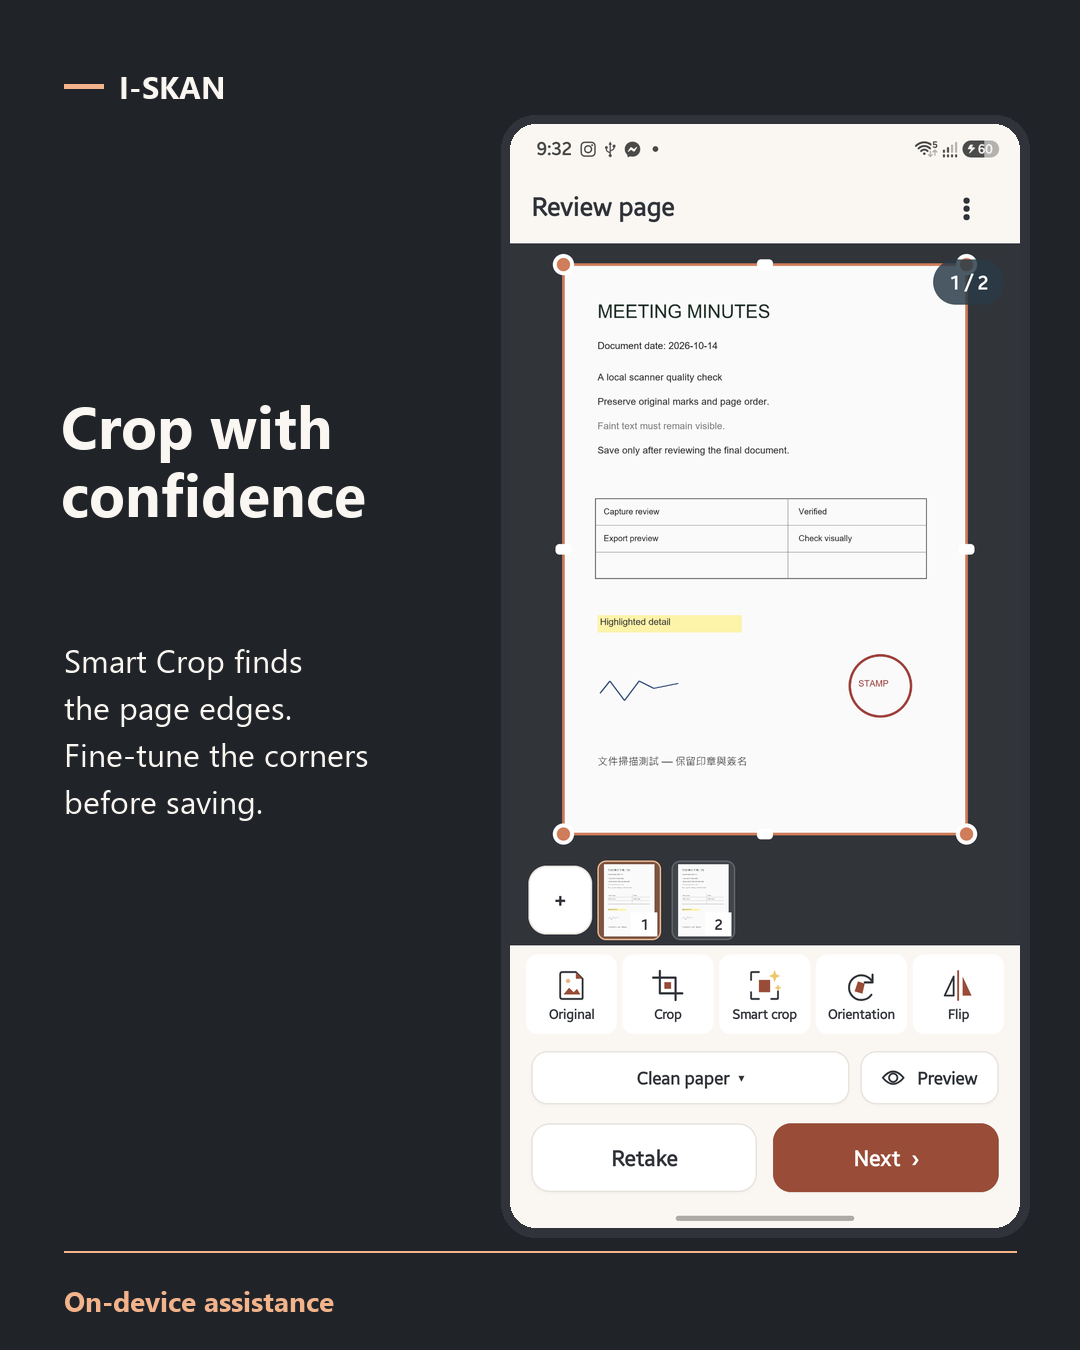 I-SKAN
Crop with
confidence
Smart Crop finds
the page edges.
Fine-tune the corners
before saving.
9:32
5
60
Review page
1/2
MEETING MINUTES
Document date: 2026-10-14
A local scanner quality check
Preserve original marks and page order.
Faint text must remain visible.
Save only after reviewing the final document.
Capture review Verified
Export preview Check visually
Highlighted detail
STAMP
文件掃描測試 — 保留印章與簽名
+ 1 2
Original Crop Smart crop Orientation Flip
Clean paper ▾ Preview
Retake Next ›
On-device assistance